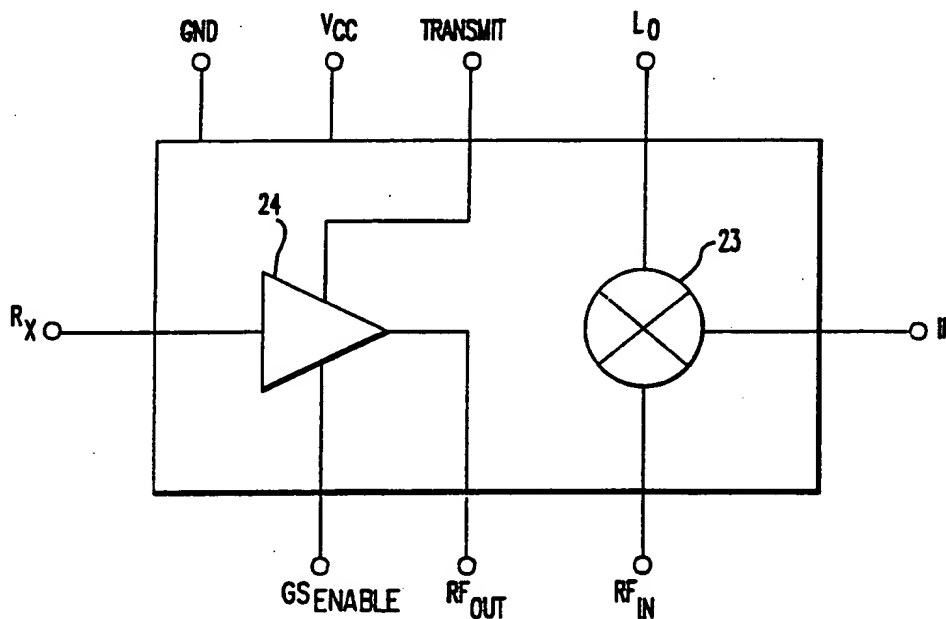 GND
VCC
TRANSMIT
LO
24
23
RX
GSENABLE
RFOUT
RFIN